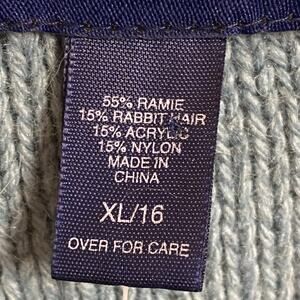 55% RAMIE
15% RABBIT HAIR
15% ACRYLIC
15% NYLON
MADE IN
CHINA
XL/16
OVER FOR CARE